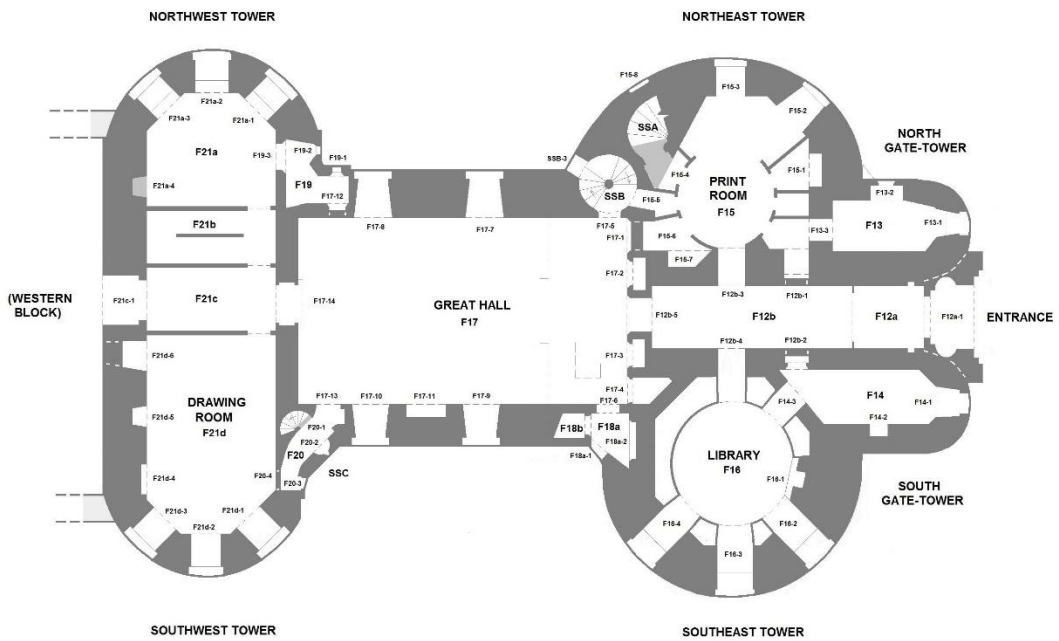 NORTHWEST TOWER
NORTHEAST TOWER
F21a-2
F21a-3
F21a-1
F21a
F21a-4
F19-3
F19-2
F19-1
F19
F17-12
F21b
F21c-1
F21c
F17-14
(WESTERN
BLOCK)
F21d-6
F21d-5
F21d-4
DRAWING
ROOM
F21d
F21d-3
F21d-2
F21d-1
F17-13
F20-1
F20-2
F20
F20-3
F20-4
SSC
F17-8
F17-7
GREAT HALL
F17
F17-10
F17-11
F17-9
F17-5
F17-1
F17-2
F17-3
F17-4
F17-6
F18b
F18a
F18a-2
F18a-1
SSB-3
SSB
SSA
F15-8
F15-3
F15-2
F15-4
F15-5
F15-1
PRINT
ROOM
F15
F15-6
F15-7
NORTH
GATE-TOWER
F13-2
F13-1
F13
F13-3
F12b-3
F12b-1
F12b-5
F12b
F12a
F12a-1
ENTRANCE
F12b-4
F12b-2
F14-3
F14
F14-1
F14-2
LIBRARY
F16
F16-1
F16-4
F16-2
F16-3
SOUTH
GATE-TOWER
SOUTHWEST TOWER
SOUTHEAST TOWER